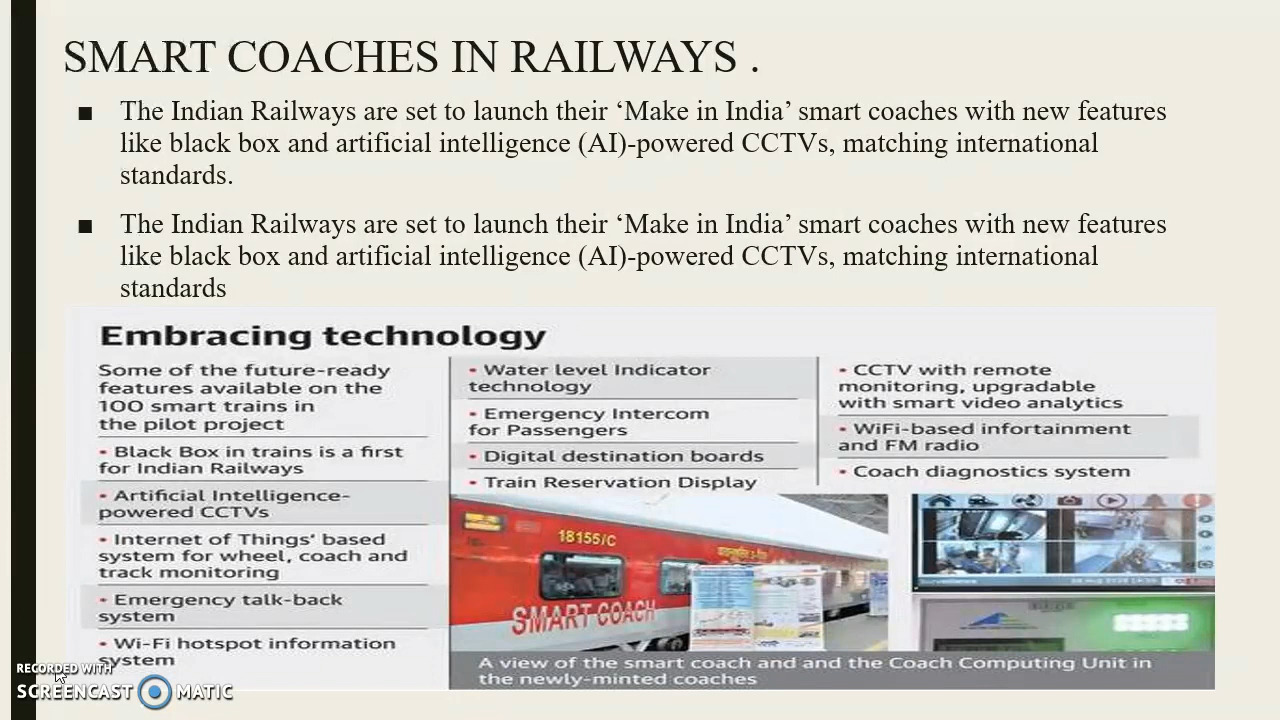 SMART COACHES IN RAILWAYS .
■ The Indian Railways are set to launch their ‘Make in India’ smart coaches with new features
like black box and artificial intelligence (AI)-powered CCTVs, matching international
standards.
■ The Indian Railways are set to launch their ‘Make in India’ smart coaches with new features
like black box and artificial intelligence (AI)-powered CCTVs, matching international
standards
Embracing technology
Some of the future-ready
features available on the
100 smart trains in
the pilot project
• Black Box in trains is a first
for Indian Railways
• Artificial Intelligence-
powered CCTVs
• Internet of Things’ based
system for wheel, coach and
track monitoring
• Emergency talk-back
system
• Wi-Fi hotspot information
system
• Water level Indicator
technology
• Emergency Intercom
for Passengers
• Digital destination boards
• Train Reservation Display
• CCTV with remote
monitoring, upgradable
with smart video analytics
• WiFi-based infortainment
and FM radio
• Coach diagnostics system
18155/C
SMART COACH
Surveillance
A view of the smart coach and and the Coach Computing Unit in
the newly-minted coaches
RECORDED WITH
SCREENCAST MATIC